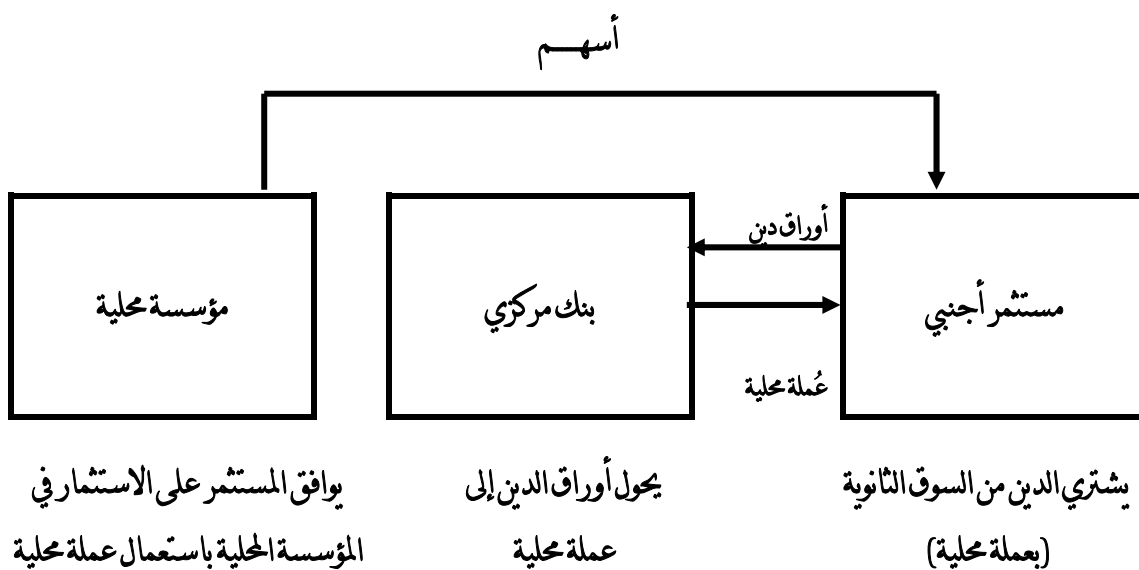 أسهم
أوراق دين
مستثمر أجنبي
بنك مركزي
مؤسسة محلية
عُملة محلية
يشتري الدين من السوق الثانوية
(بعملة محلية)
يحول أوراق الدين إلى
عملة محلية
يوافق المستثمر على الاستثمار في
المؤسسة المحلية باستعمال عملة محلية